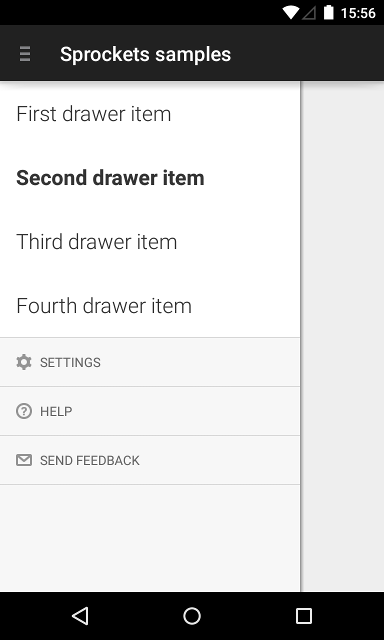 15:56
Sprockets samples
First drawer item
Second drawer item
Third drawer item
Fourth drawer item
SETTINGS
HELP
SEND FEEDBACK